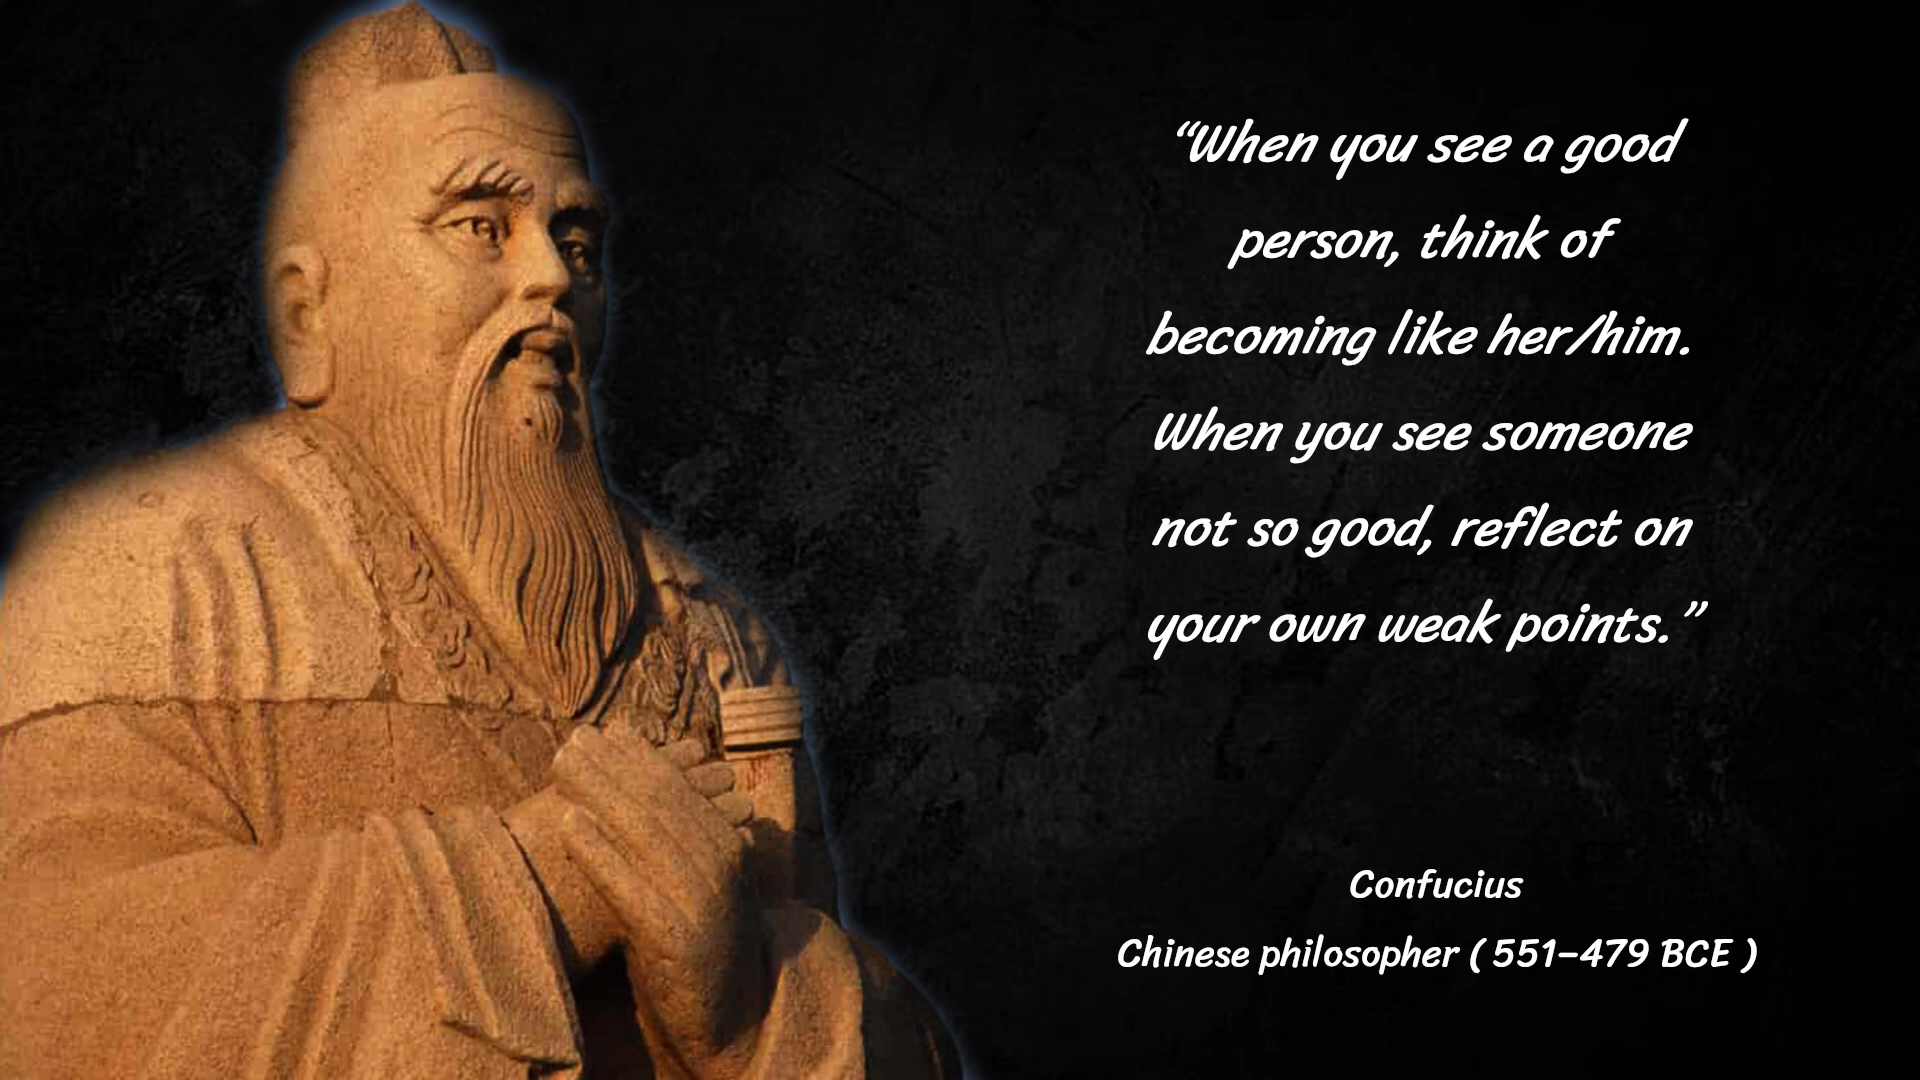 “When you see a good
person, think of
becoming like her/him.
When you see someone
not so good, reflect on
your own weak points.”
Confucius
Chinese philosopher ( 551–479 BCE )